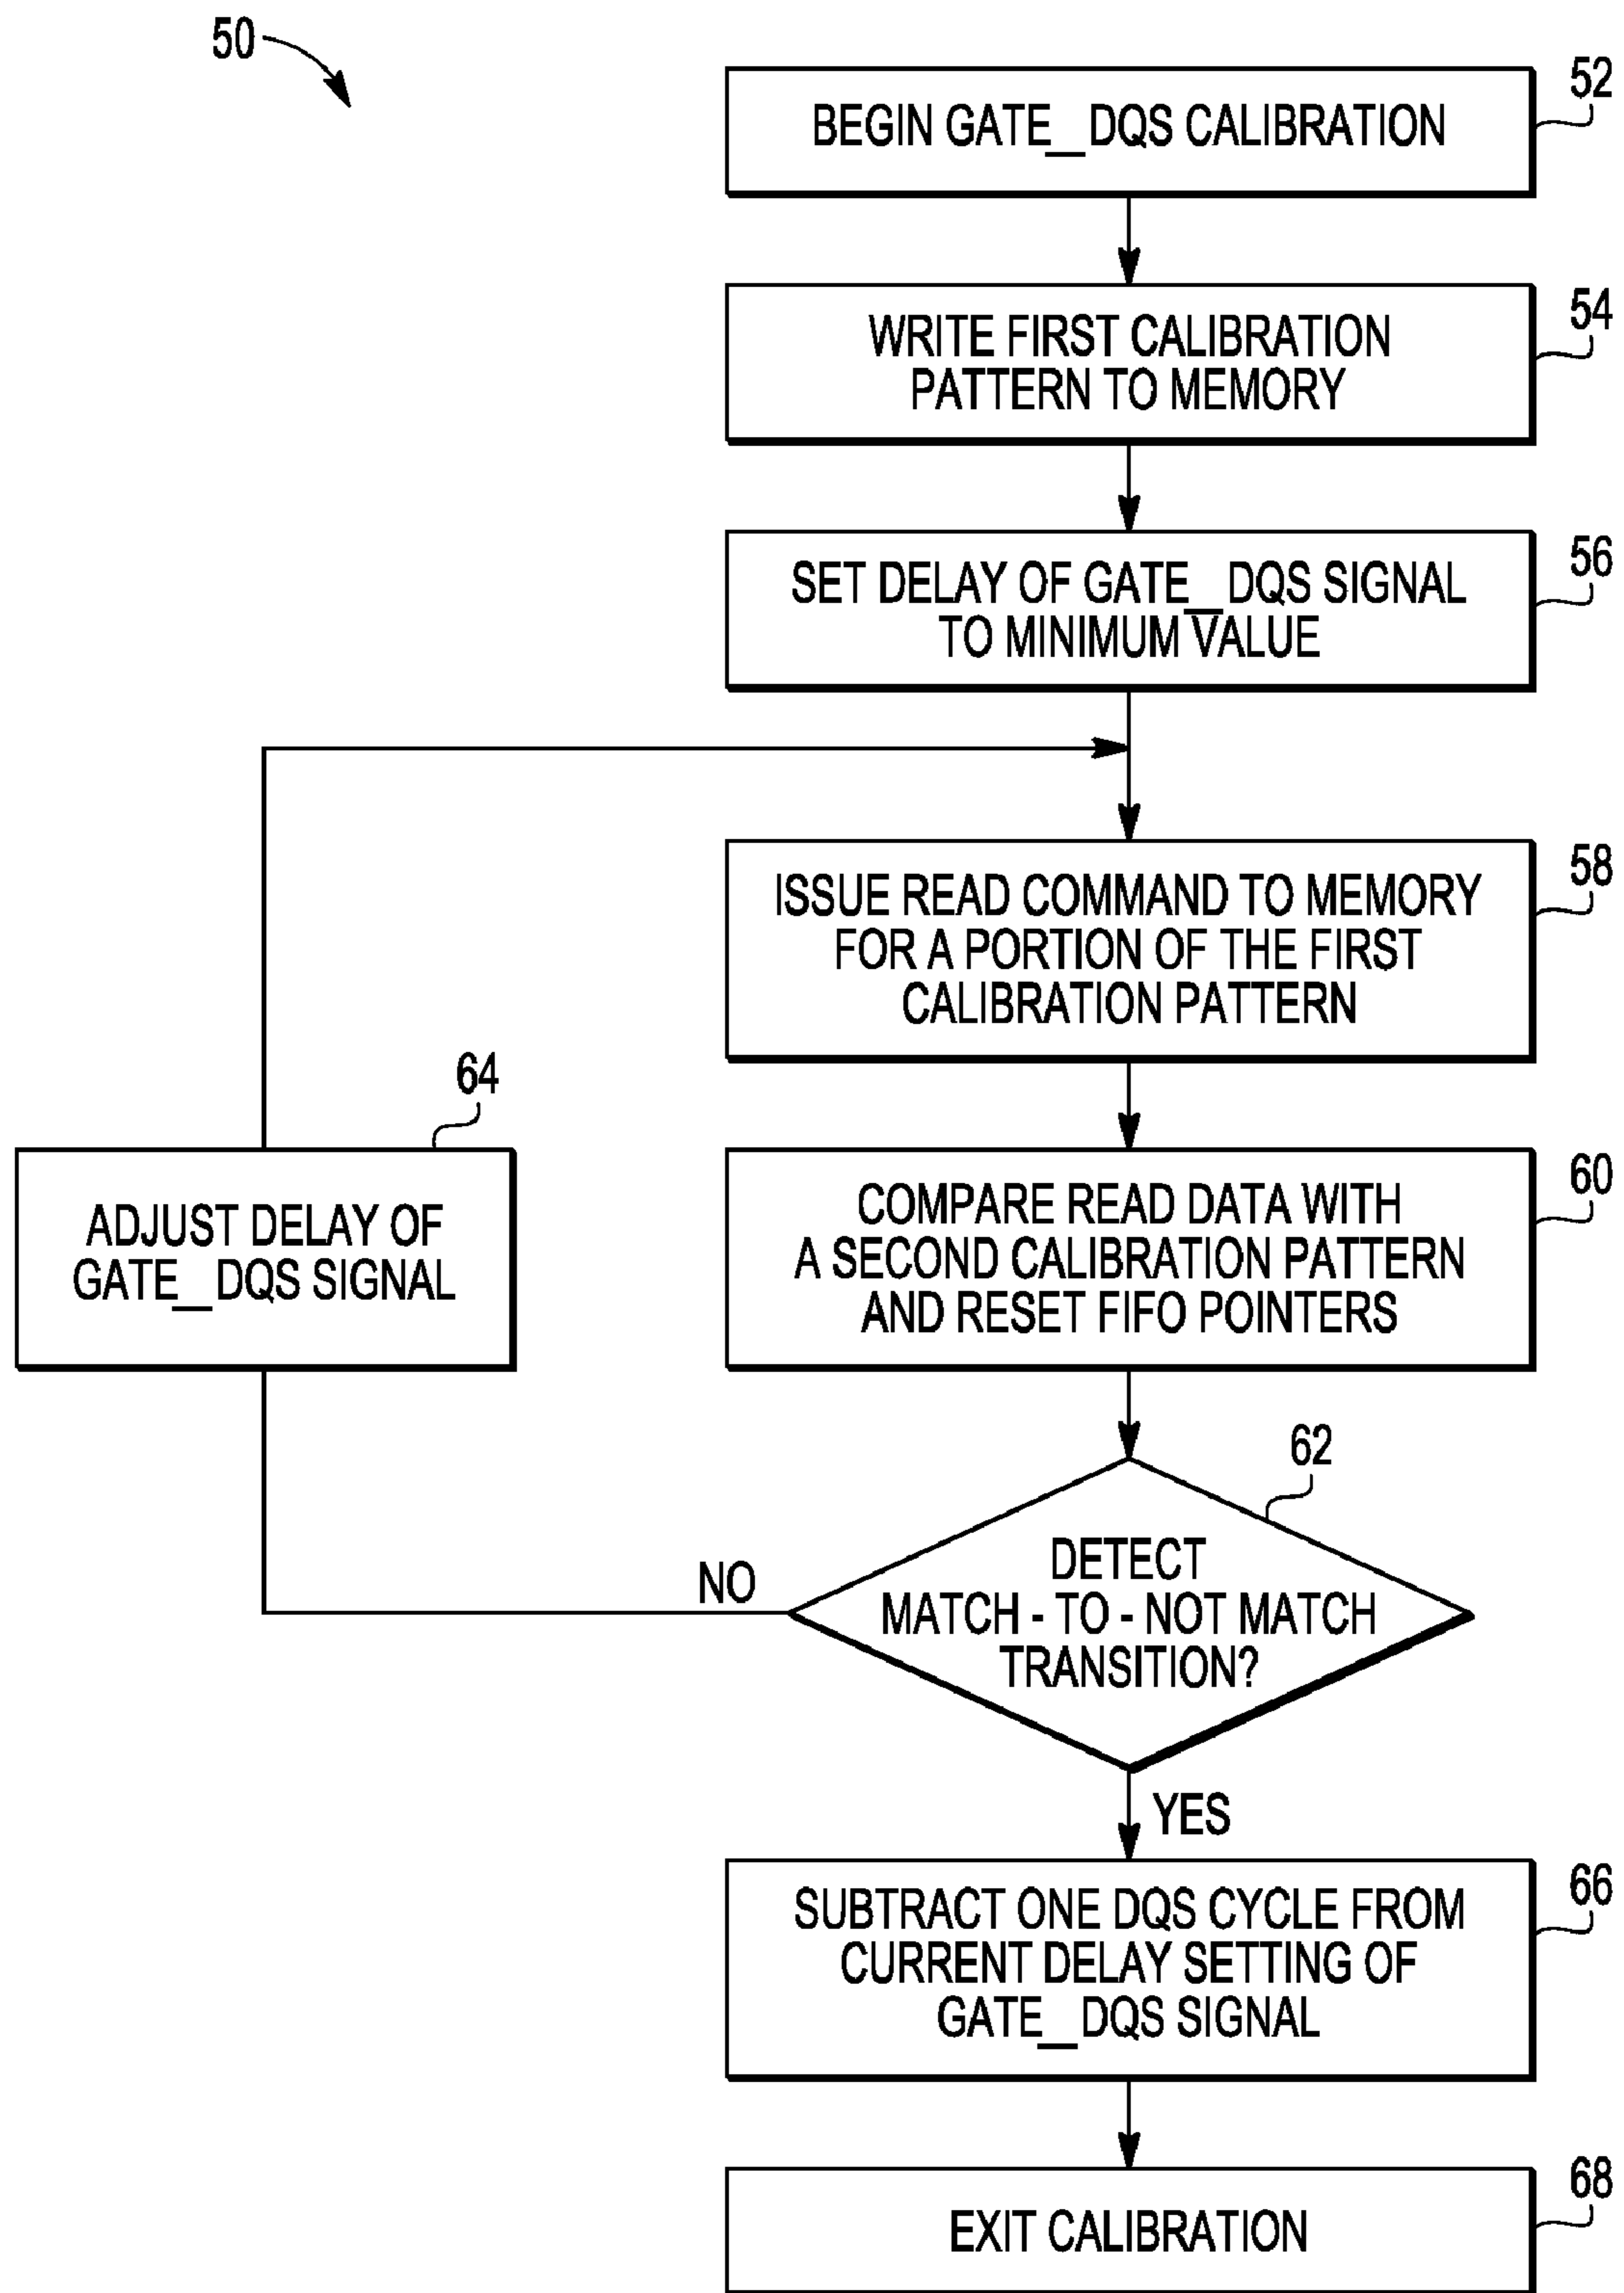 50
BEGIN GATE_DQS CALIBRATION
52
WRITE FIRST CALIBRATION
PATTERN TO MEMORY
54
SET DELAY OF GATE_DQS SIGNAL
TO MINIMUM VALUE
56
ISSUE READ COMMAND TO MEMORY
FOR A PORTION OF THE FIRST
CALIBRATION PATTERN
58
COMPARE READ DATA WITH
A SECOND CALIBRATION PATTERN
AND RESET FIFO POINTERS
60
DETECT
MATCH - TO - NOT MATCH
TRANSITION?
62
NO
ADJUST DELAY OF
GATE_DQS SIGNAL
64
YES
SUBTRACT ONE DQS CYCLE FROM
CURRENT DELAY SETTING OF
GATE_DQS SIGNAL
66
EXIT CALIBRATION
68